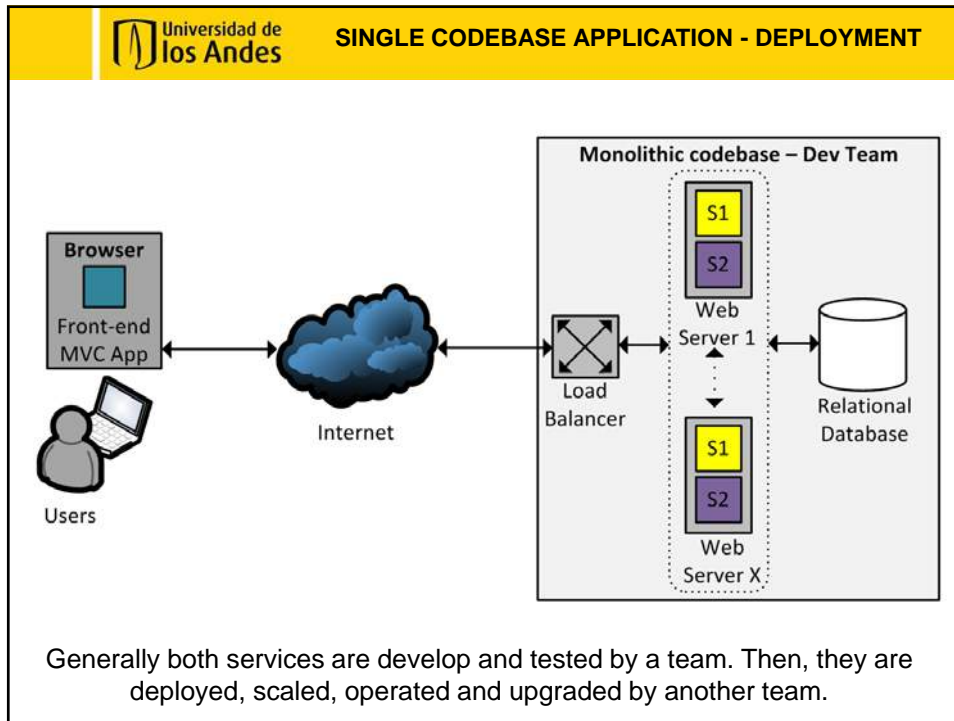 Universidad de
los Andes
SINGLE CODEBASE APPLICATION - DEPLOYMENT
Monolithic codebase – Dev Team
Browser
Front-end
MVC App
Users
Internet
Load
Balancer
S1
S2
Web
Server 1
S1
S2
Web
Server X
Relational
Database
Generally both services are develop and tested by a team. Then, they are
deployed, scaled, operated and upgraded by another team.